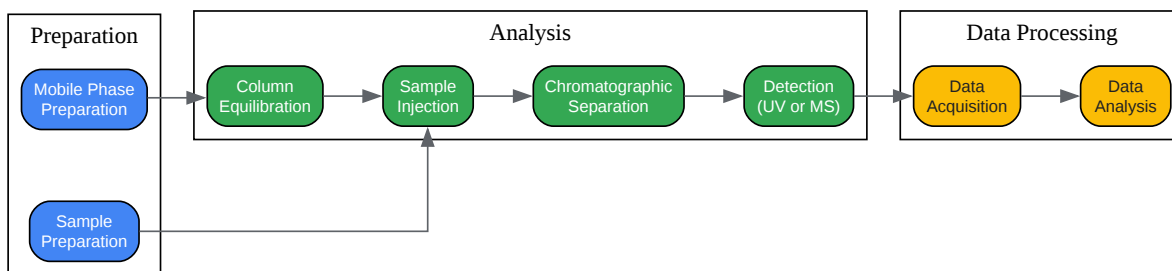 Preparation
Mobile Phase
Preparation
Sample
Preparation
Analysis
Column
Equilibration
Sample
Injection
Chromatographic
Separation
Detection
(UV or MS)
Data Processing
Data
Acquisition
Data
Analysis